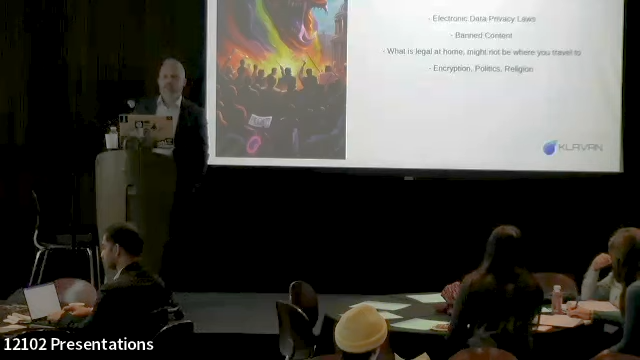 - Electronic Data Privacy Laws
- Banned Content
- What is legal at home, might not be where you travel to
- Encryption, Politics, Religion
KLAVAN
12102 Presentations